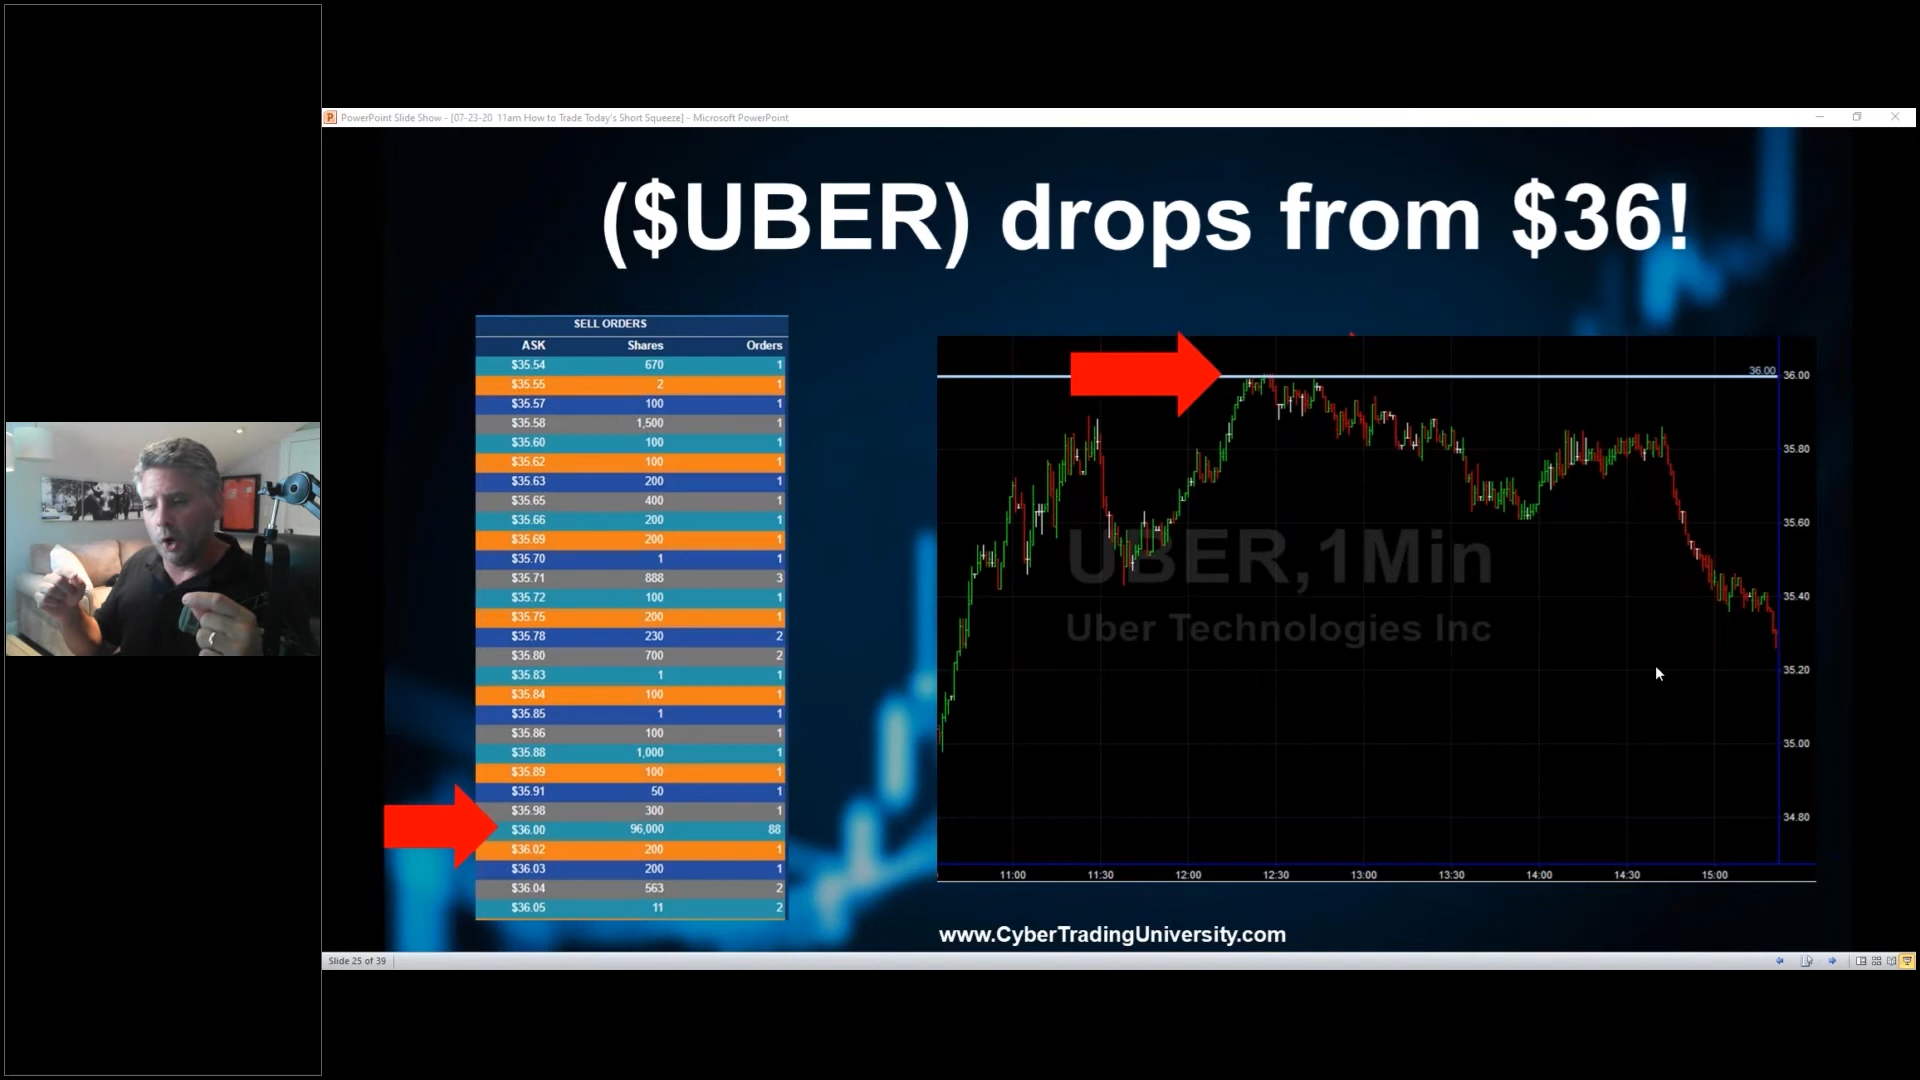 PowerPoint Slide Show - [07-23-20  11am How to Trade Today's Short Squeeze] - Microsoft PowerPoint
($UBER) drops from $36!
SELL ORDERS
ASK Shares Orders
$35.54 670 1
$35.55 2 1
$35.57 100 1
$35.58 1,500 1
$35.60 100 1
$35.62 100 1
$35.63 200 1
$35.65 400 1
$35.66 200 1
$35.69 200 1
$35.70 1 1
$35.71 888 3
$35.72 100 1
$35.75 200 1
$35.78 230 2
$35.80 700 2
$35.83 1 1
$35.84 100 1
$35.85 1 1
$35.86 100 1
$35.88 1,000 1
$35.89 100 1
$35.91 50 1
$35.98 300 1
$36.00 96,000 88
$36.02 200 1
$36.03 200 1
$36.04 563 2
$36.05 11 2
36.00
36.00
35.80
35.60
35.40
35.20
35.00
34.80
UBER,1Min
Uber Technologies Inc
11:00 11:30 12:00 12:30 13:00 13:30 14:00 14:30 15:00
www.CyberTradingUniversity.com
Slide 25 of 39